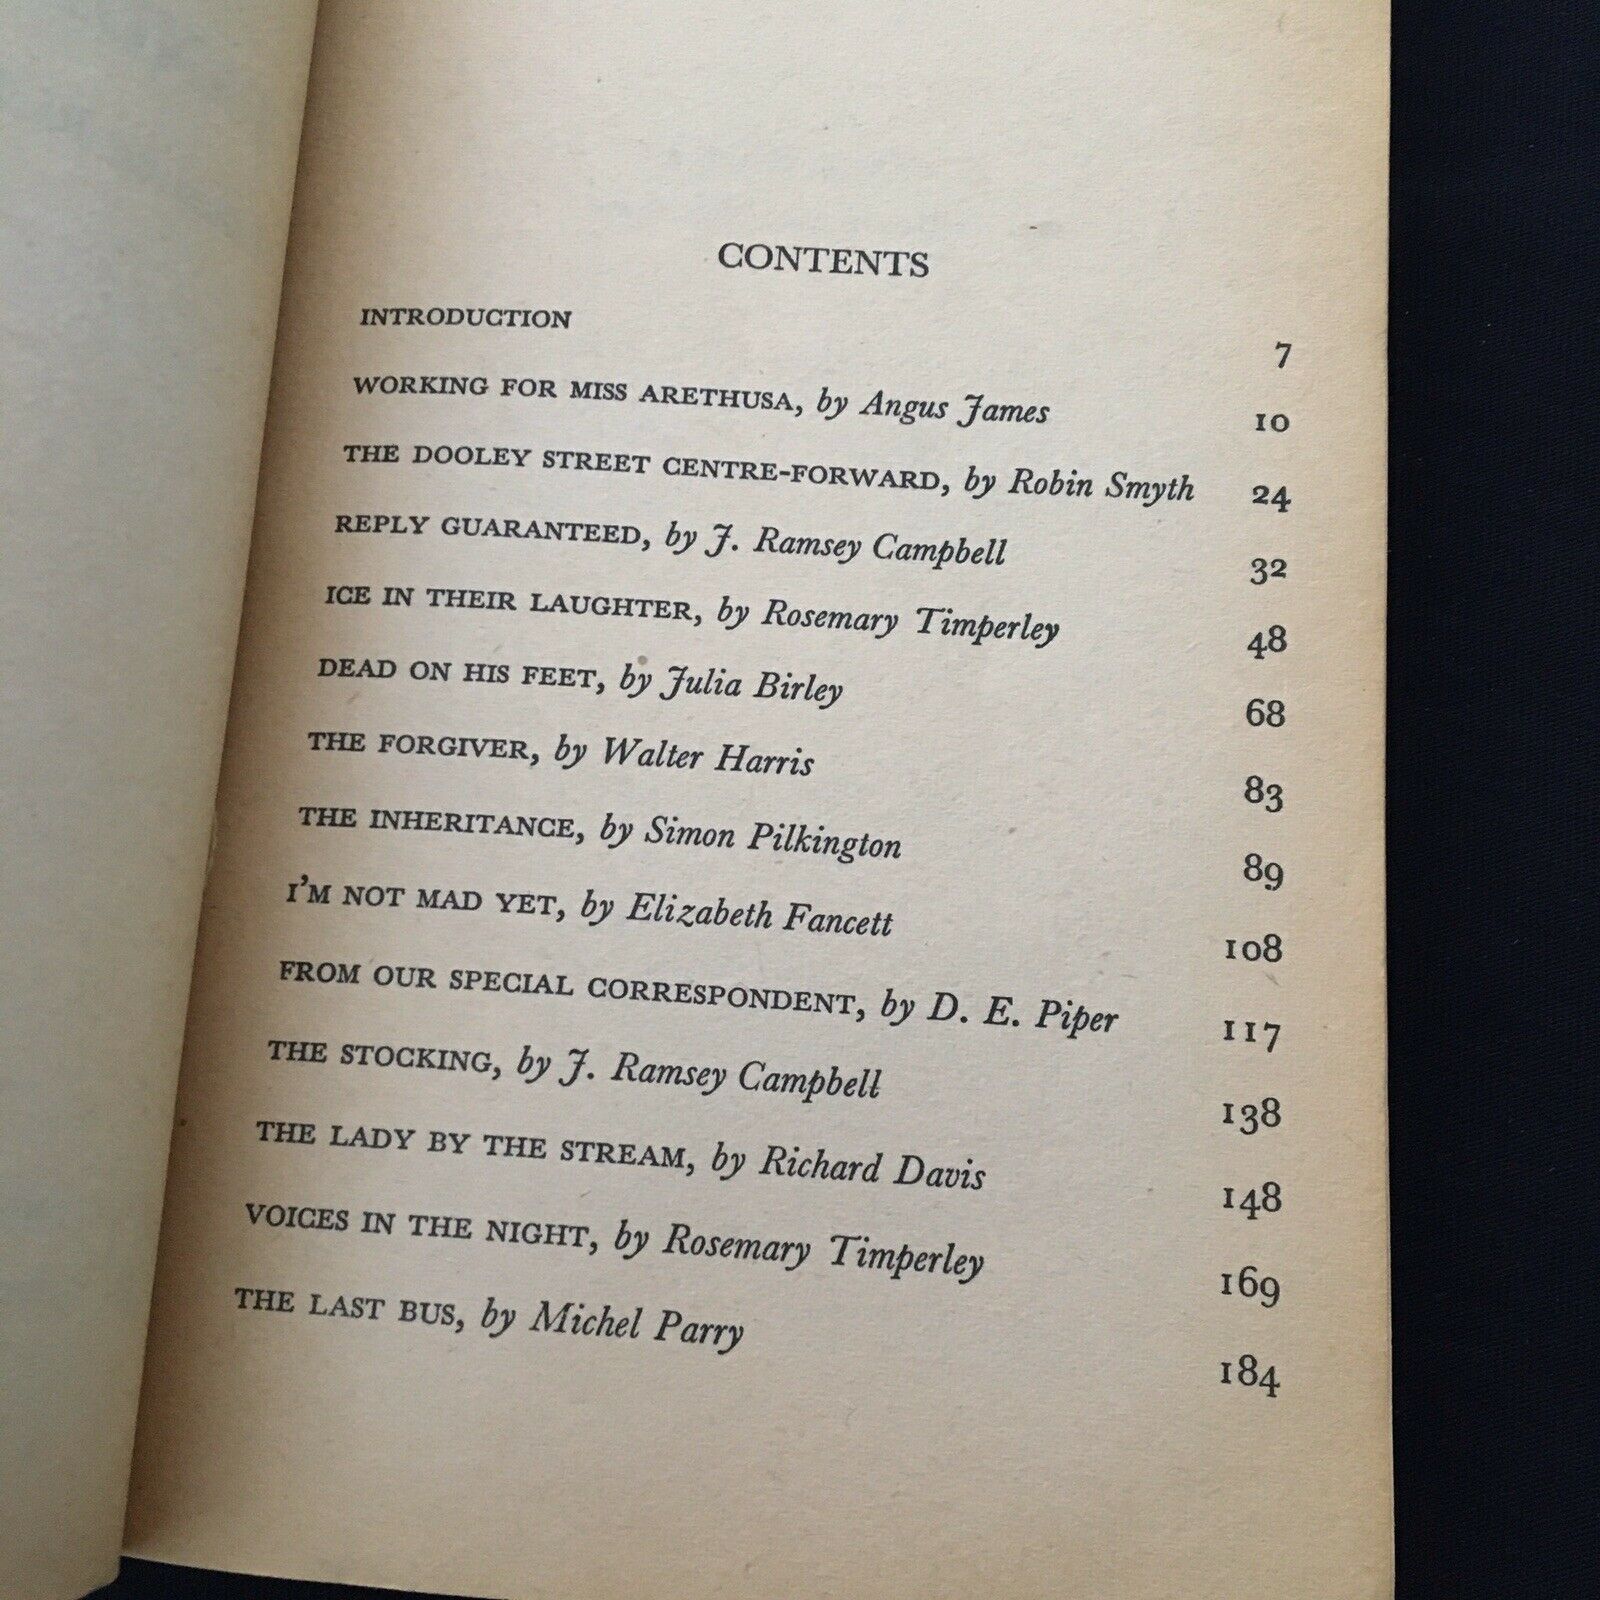 CONTENTS
INTRODUCTION 7
WORKING FOR MISS ARETHUSA, by Angus James 10
THE DOOLEY STREET CENTRE-FORWARD, by Robin Smyth 24
REPLY GUARANTEED, by J. Ramsey Campbell 32
ICE IN THEIR LAUGHTER, by Rosemary Timperley 48
DEAD ON HIS FEET, by Julia Birley 68
THE FORGIVER, by Walter Harris 83
THE INHERITANCE, by Simon Pilkington 89
I'M NOT MAD YET, by Elizabeth Fancett 108
FROM OUR SPECIAL CORRESPONDENT, by D. E. Piper 117
THE STOCKING, by J. Ramsey Campbell 138
THE LADY BY THE STREAM, by Richard Davis 148
VOICES IN THE NIGHT, by Rosemary Timperley 169
THE LAST BUS, by Michel Parry 184